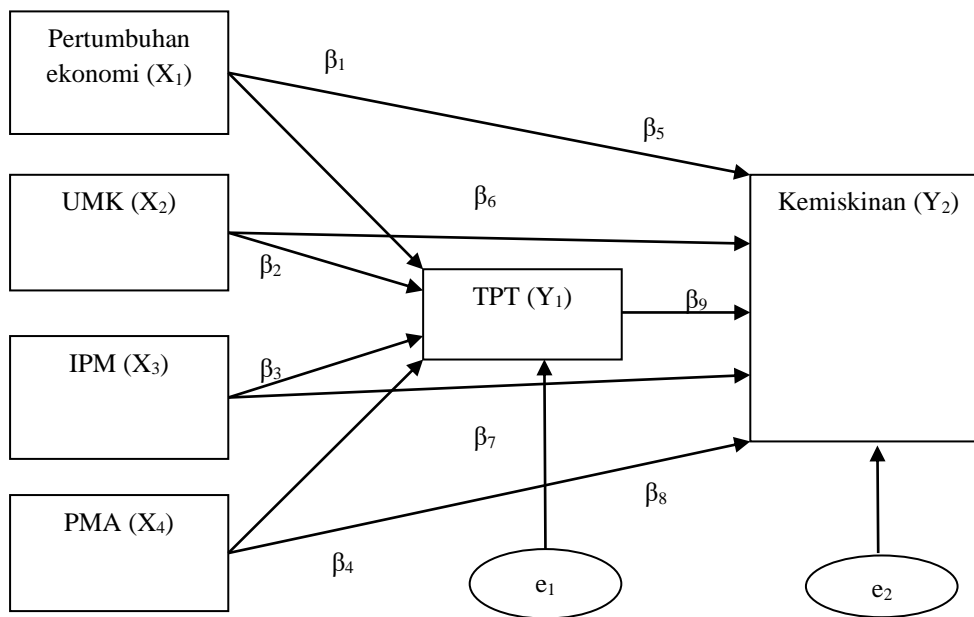 Pertumbuhan
ekonomi (X₁)
β₁
β₅
UMK (X₂)
β₆
Kemiskinan (Y₂)
β₂
TPT (Y₁)
β₉
IPM (X₃)
β₃
β₇
PMA (X₄)
β₈
β₄
e₁
e₂